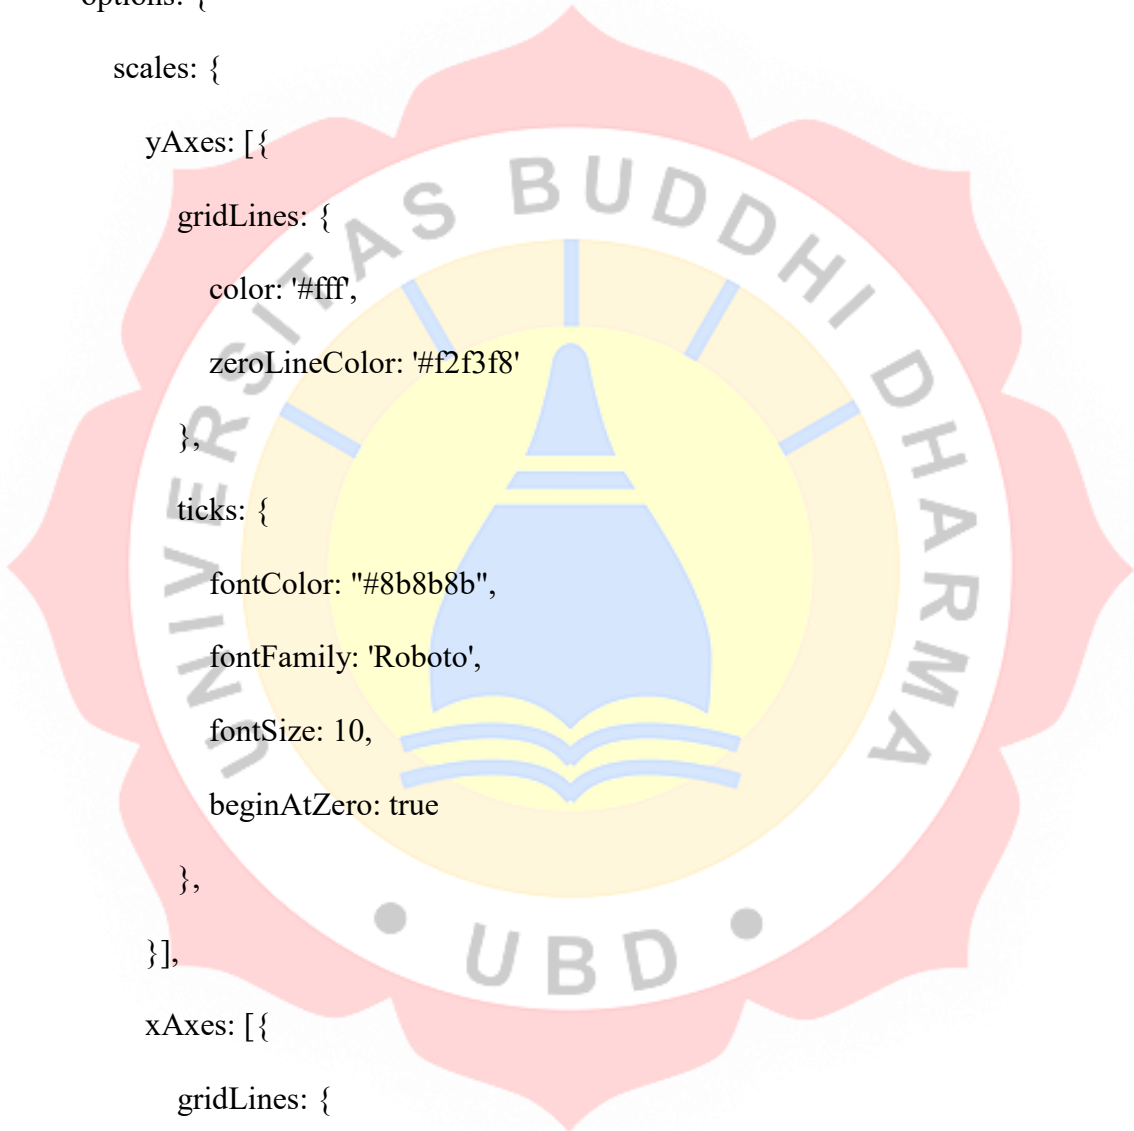 options: {
scales: {
yAxes: [{
gridLines: {
color: '#fff',
zeroLineColor: '#f2f3f8'
},
ticks: {
fontColor: "#8b8b8b",
fontFamily: 'Roboto',
fontSize: 10,
beginAtZero: true
},
}],
xAxes: [{
gridLines: {
UNIVERSITAS BUDDHI DHARMA
• UBD •